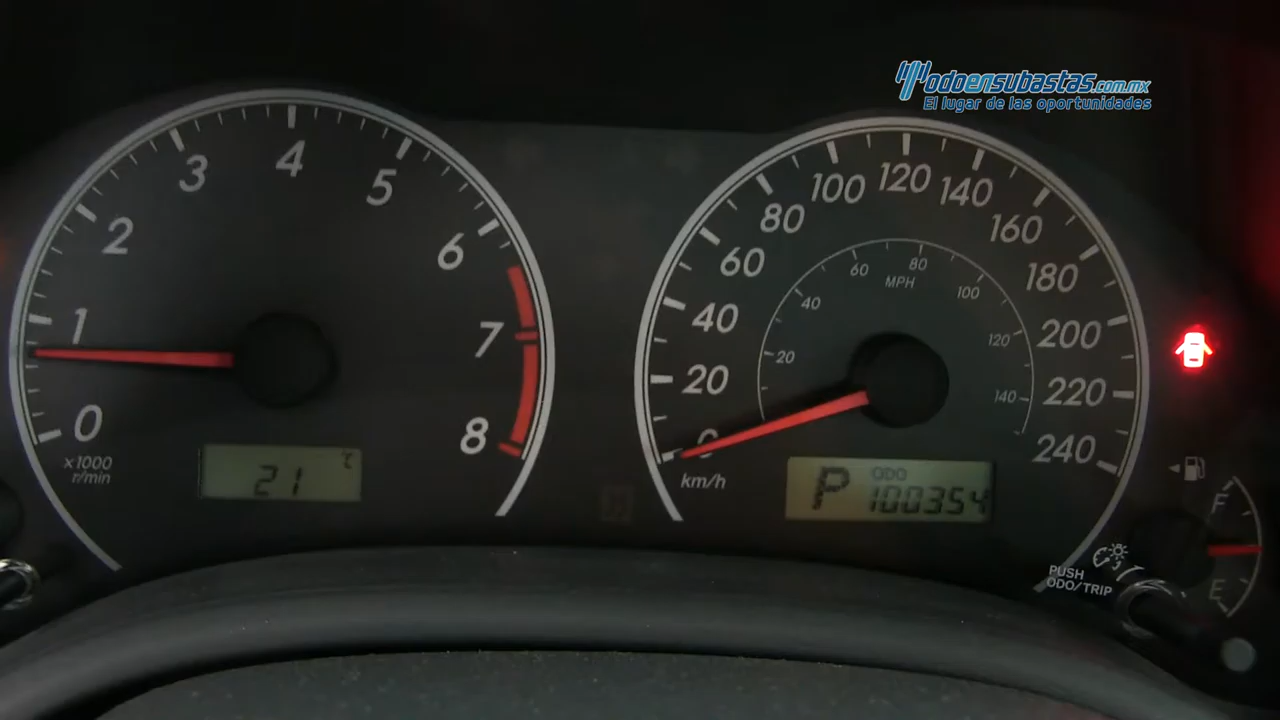 Todoensubastas.com.mx
El lugar de las oportunidades
0
1
2
3
4
5
6
7
8
x1000
r/min
21
°C
0
20
40
60
80
100
120
140
160
180
200
220
240
km/h
20
40
60
80
100
120
140
MPH
P
ODO
100354
PUSH
ODO/TRIP
F
E